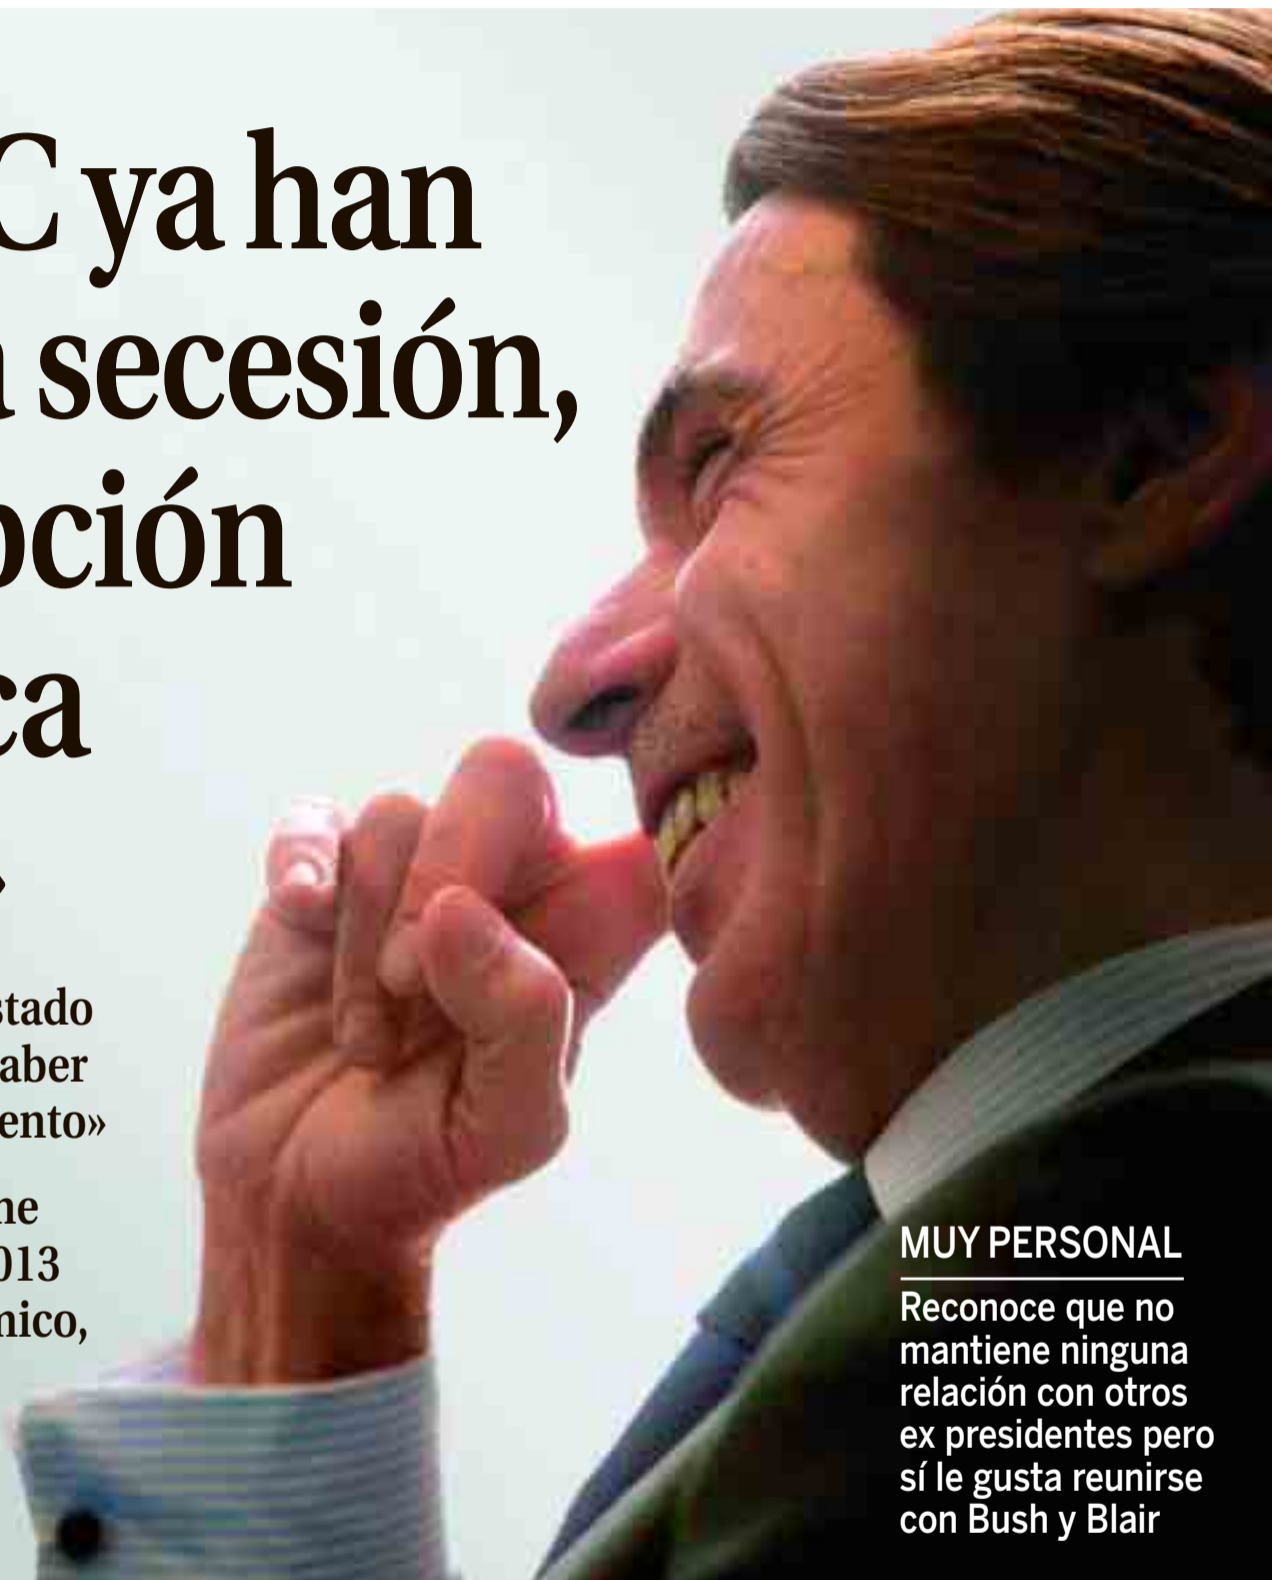 C ya han
secesión,
ción
ca
»
stado
aber
ento»
ne
013
nico,
MUY PERSONAL
Reconoce que no
mantiene ninguna
relación con otros
ex presidentes pero
sí le gusta reunirse
con Bush y Blair